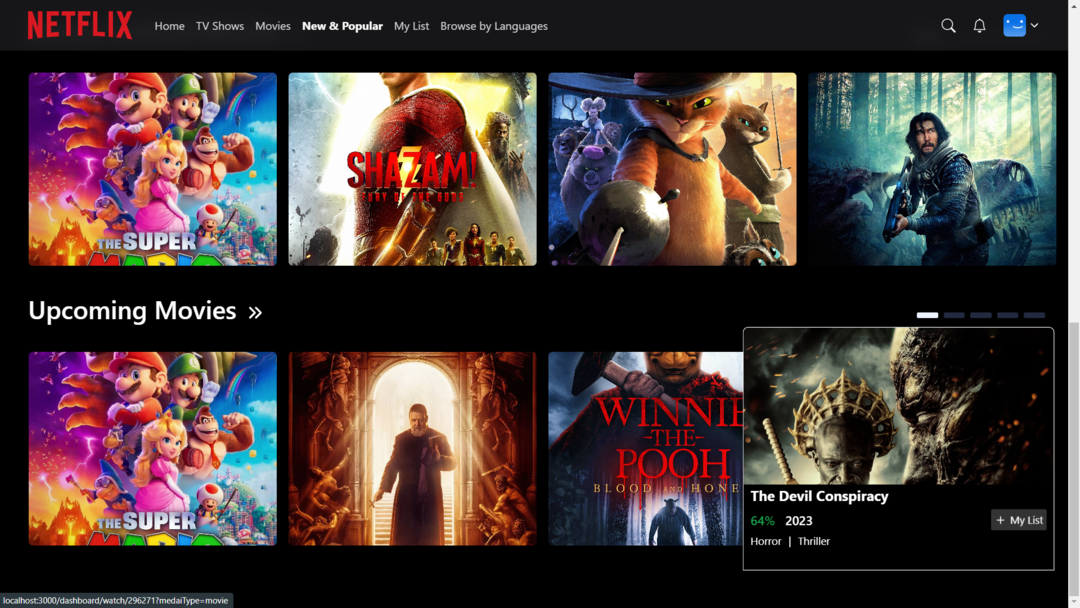 NETFLIX
Home TV Shows Movies New & Popular My List Browse by Languages
THE SUPER
MARIO
SHAZAM!
FURY OF THE GODS
Upcoming Movies »
THE SUPER
MARIO
WINNIE
-THE-
POOH
BLOOD AND HONE
The Devil Conspiracy
64% 2023
+ My List
Horror | Thriller
localhost:3000/dashboard/watch/296271?medaiType=movie